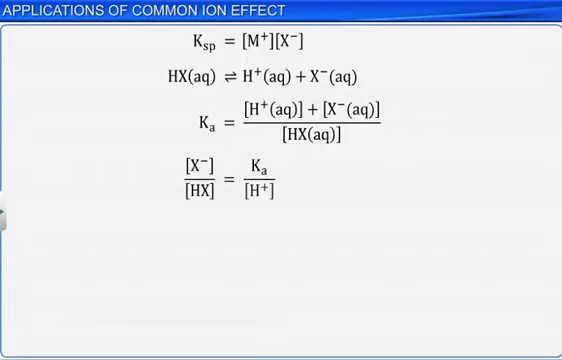 APPLICATIONS OF COMMON ION EFFECT
Kₛₚ = [M⁺][X⁻]
HX(aq) ⇌ H⁺(aq) + X⁻(aq)
Kₐ = [H⁺(aq)] + [X⁻(aq)] / [HX(aq)]
[X⁻] / [HX] = Kₐ / [H⁺]